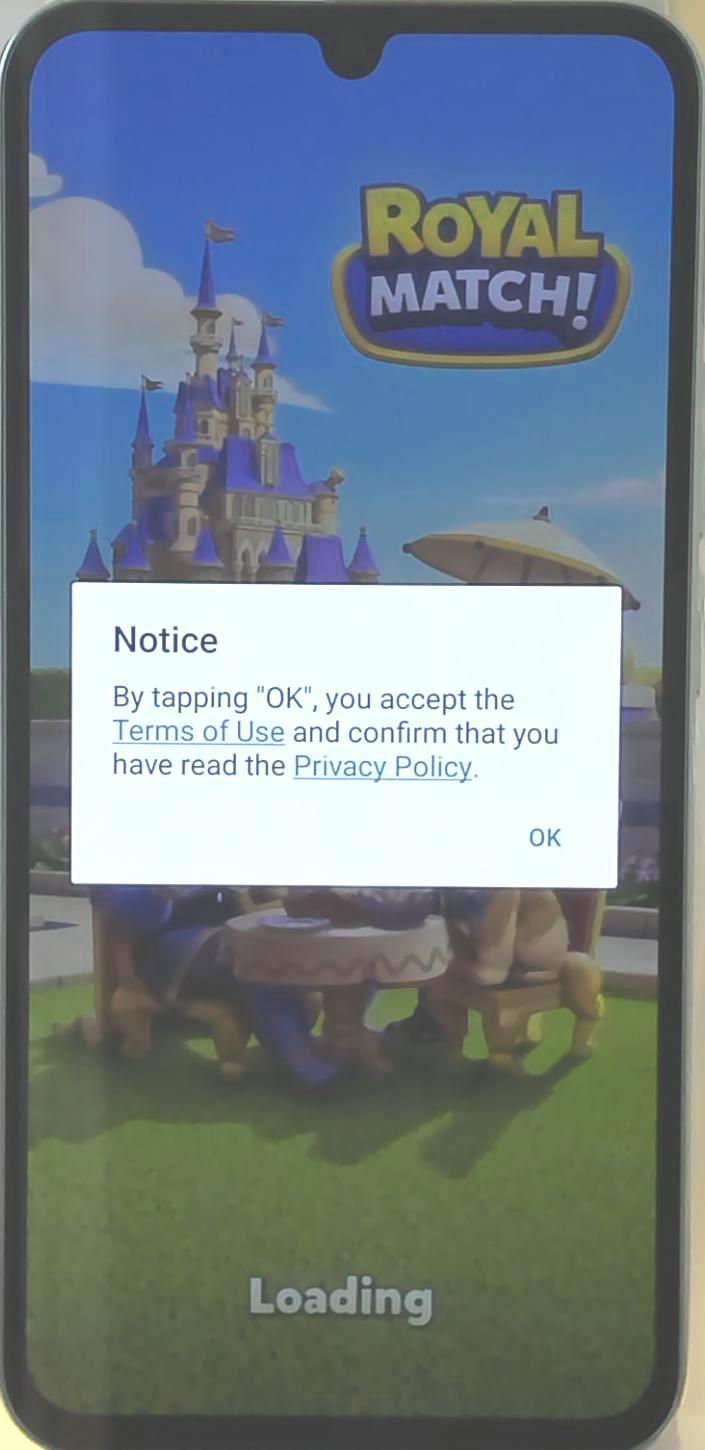 ROYAL
MATCH!
Notice
By tapping "OK", you accept the
Terms of Use and confirm that you
have read the Privacy Policy.
OK
Loading